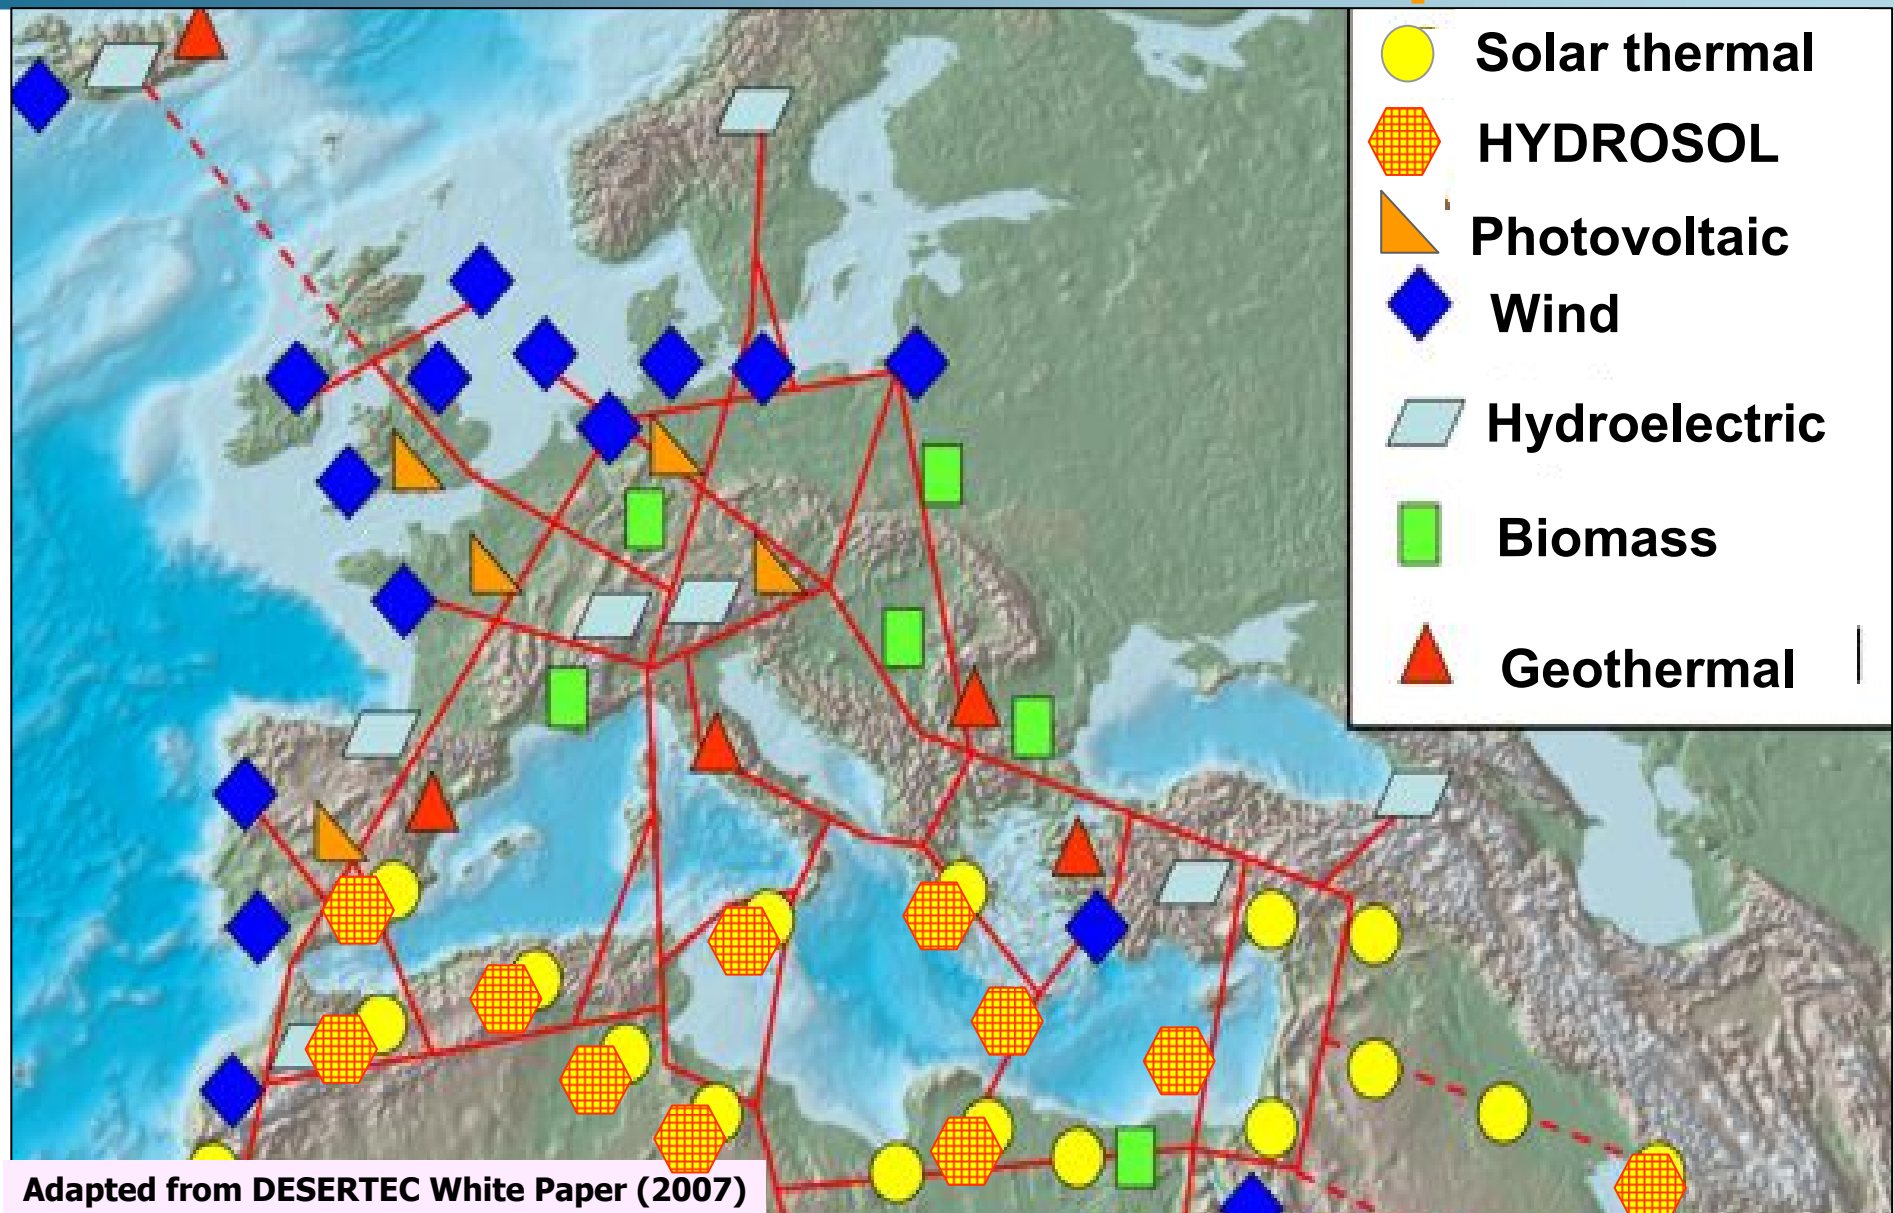 Solar thermal
HYDROSOL
Photovoltaic
Wind
Hydroelectric
Biomass
Geothermal
Adapted from DESERTEC White Paper (2007)